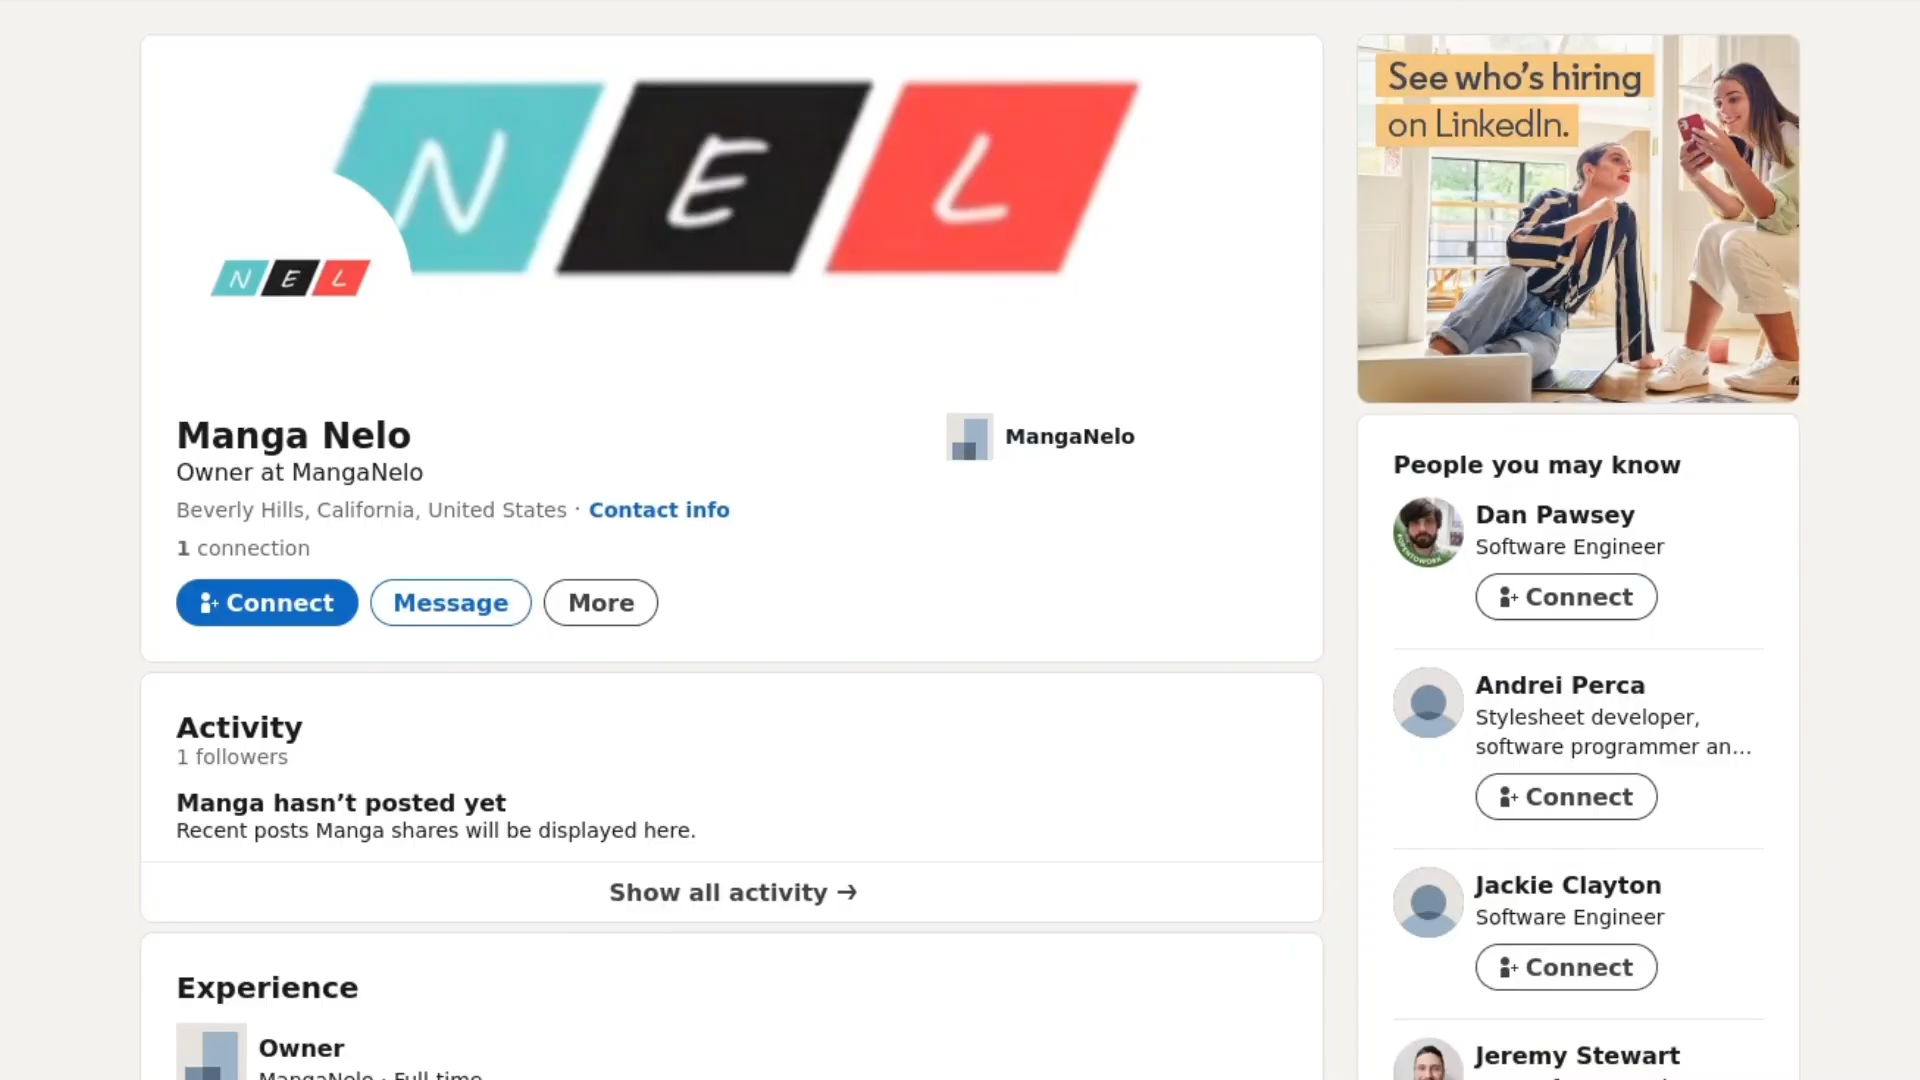 N E L
N E L
Manga Nelo
Owner at MangaNelo
Beverly Hills, California, United States · Contact info
1 connection
Connect
Message
More
MangaNelo
Activity
1 followers
Manga hasn’t posted yet
Recent posts Manga shares will be displayed here.
Show all activity →
Experience
Owner
MangaNelo · Full-time
See who’s hiring
on LinkedIn.
People you may know
Dan Pawsey
Software Engineer
Connect
Andrei Perca
Stylesheet developer,
software programmer an...
Connect
Jackie Clayton
Software Engineer
Connect
Jeremy Stewart